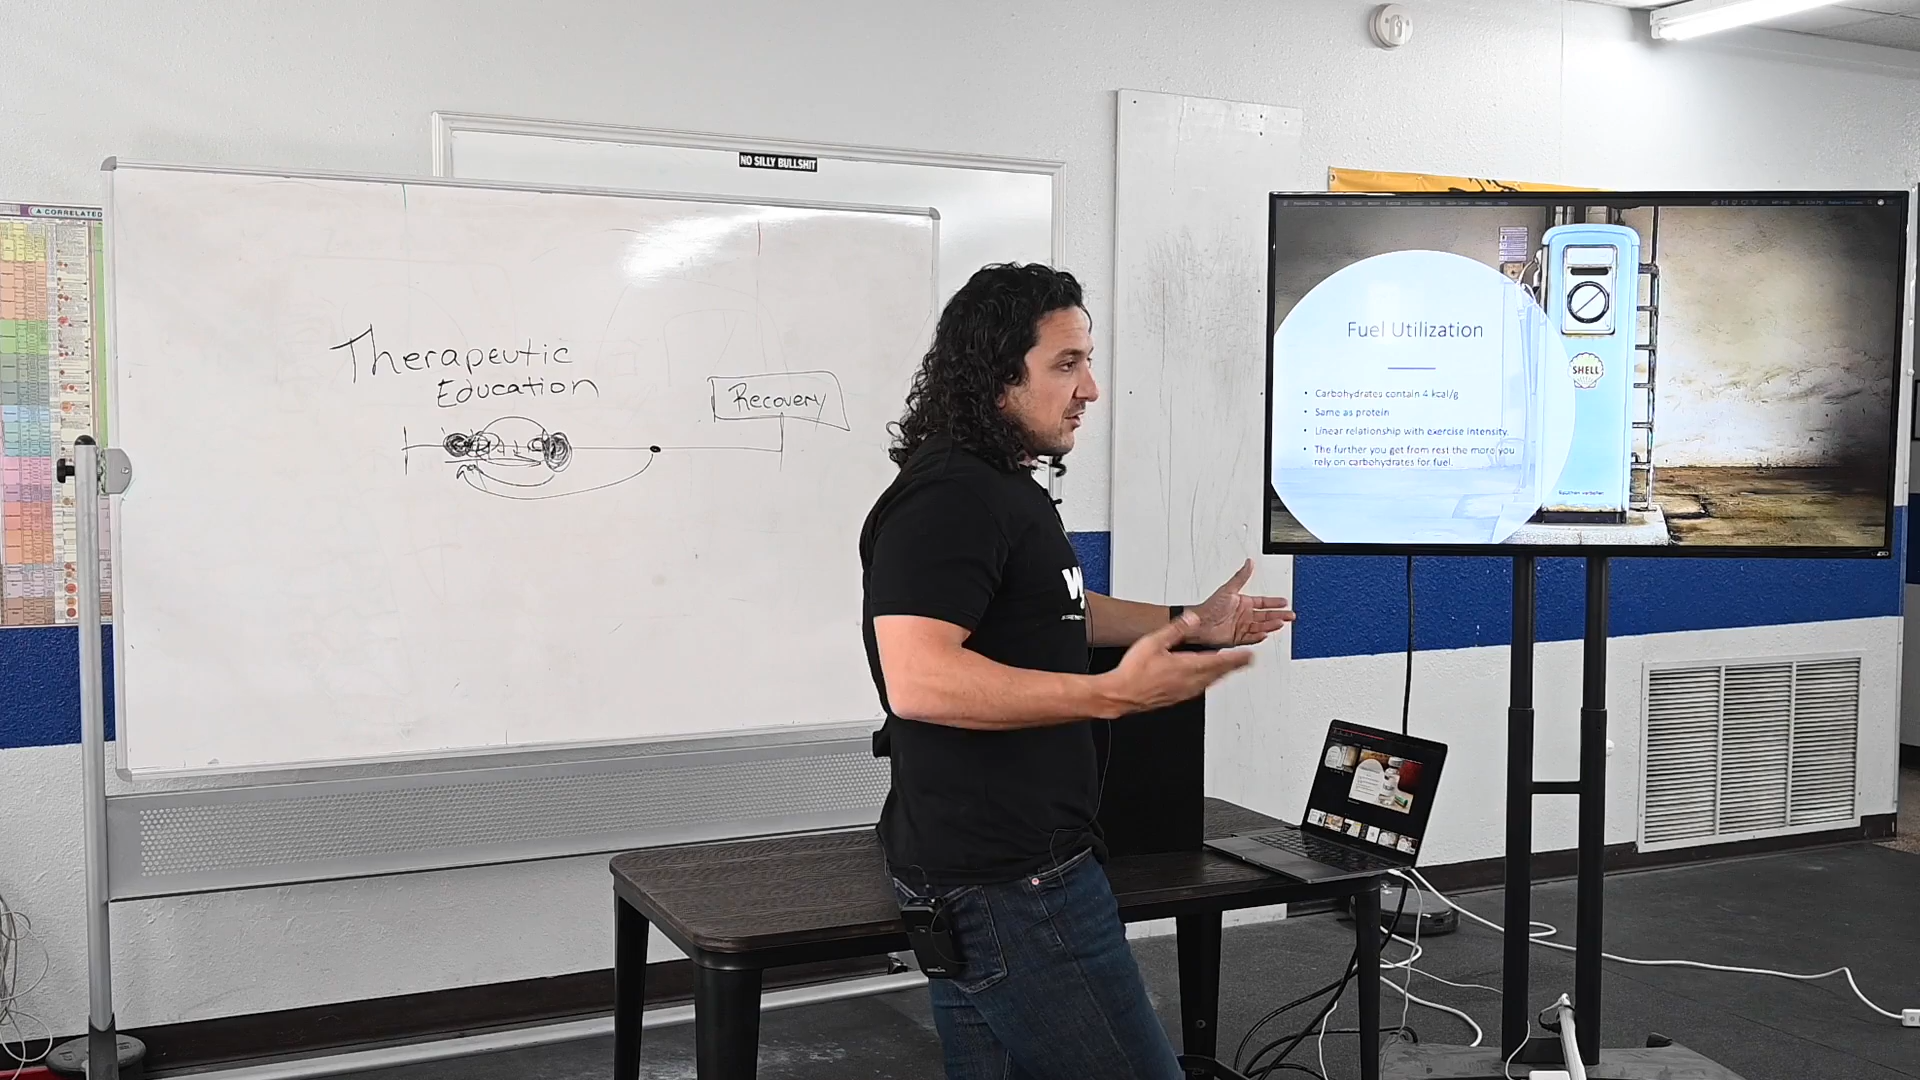 A CORRELATED
NO SILLY BULLSHIT
Therapeutic
Education
Recovery
Fuel Utilization
• Carbohydrates contain 4 kcal/g
• Same as protein
• Linear relationship with exercise intensity.
• The further you get from rest the more you
rely on carbohydrates for fuel.
SHELL